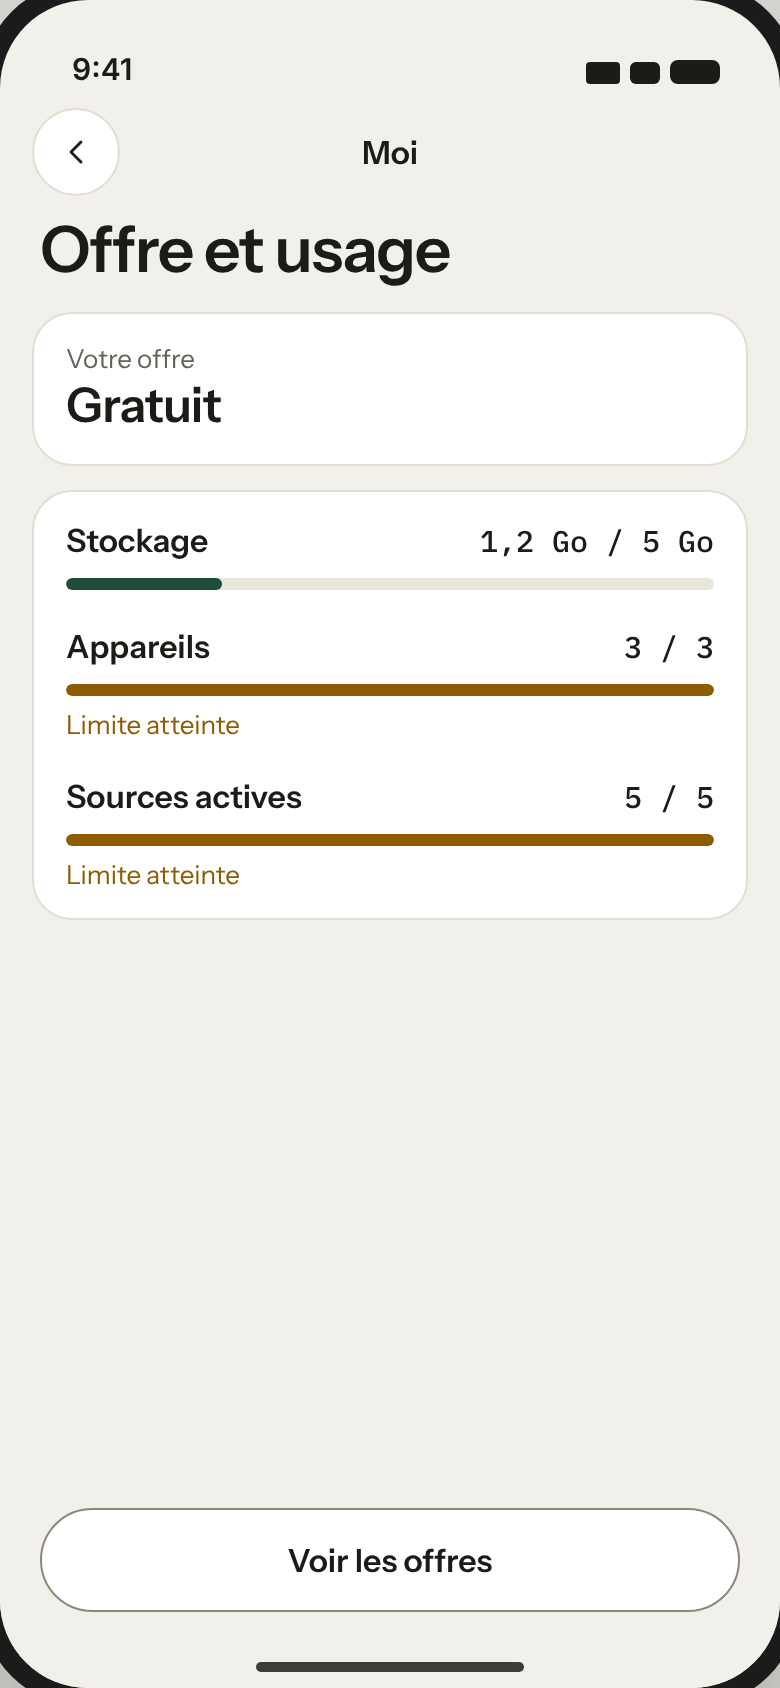 9:41
Moi
Offre et usage
Votre offre
Gratuit
Stockage 1,2 Go / 5 Go
Appareils 3 / 3
Limite atteinte
Sources actives 5 / 5
Limite atteinte
Voir les offres